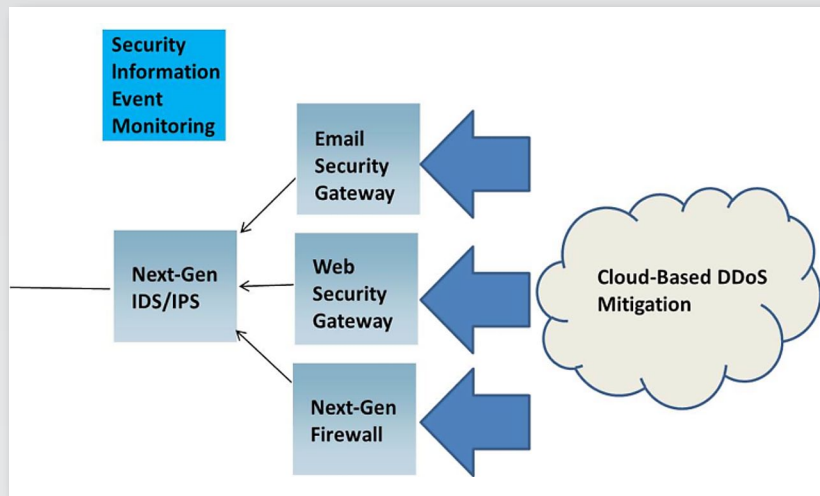 Security
Information
Event
Monitoring
Email
Security
Gateway
Next-Gen
IDS/IPS
Web
Security
Gateway
Cloud-Based DDoS
Mitigation
Next-Gen
Firewall